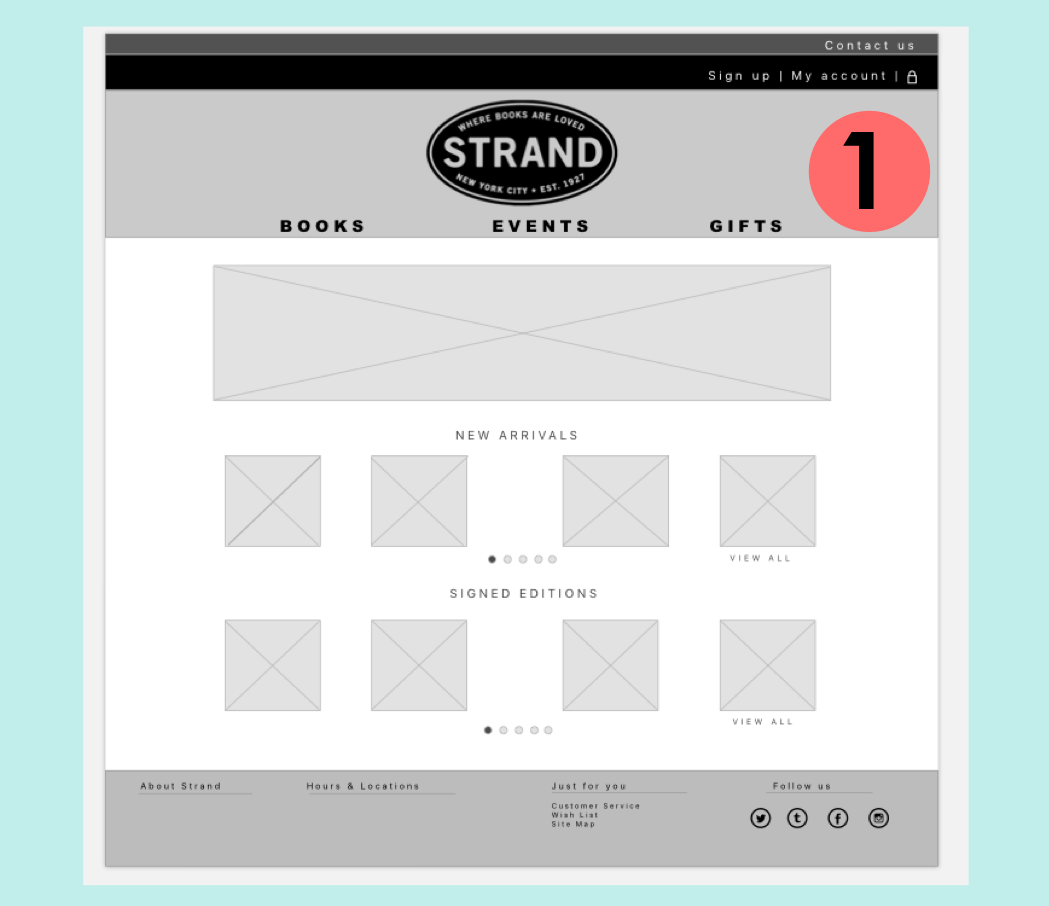 Contact us
Sign up | My account |
WHERE BOOKS ARE LOVED
STRAND
NEW YORK CITY • EST. 1927
1
BOOKS EVENTS GIFTS
NEW ARRIVALS
VIEW ALL
SIGNED EDITIONS
VIEW ALL
About Strand Hours & Locations Just for you Follow us
Customer Service
Wish List
Site Map